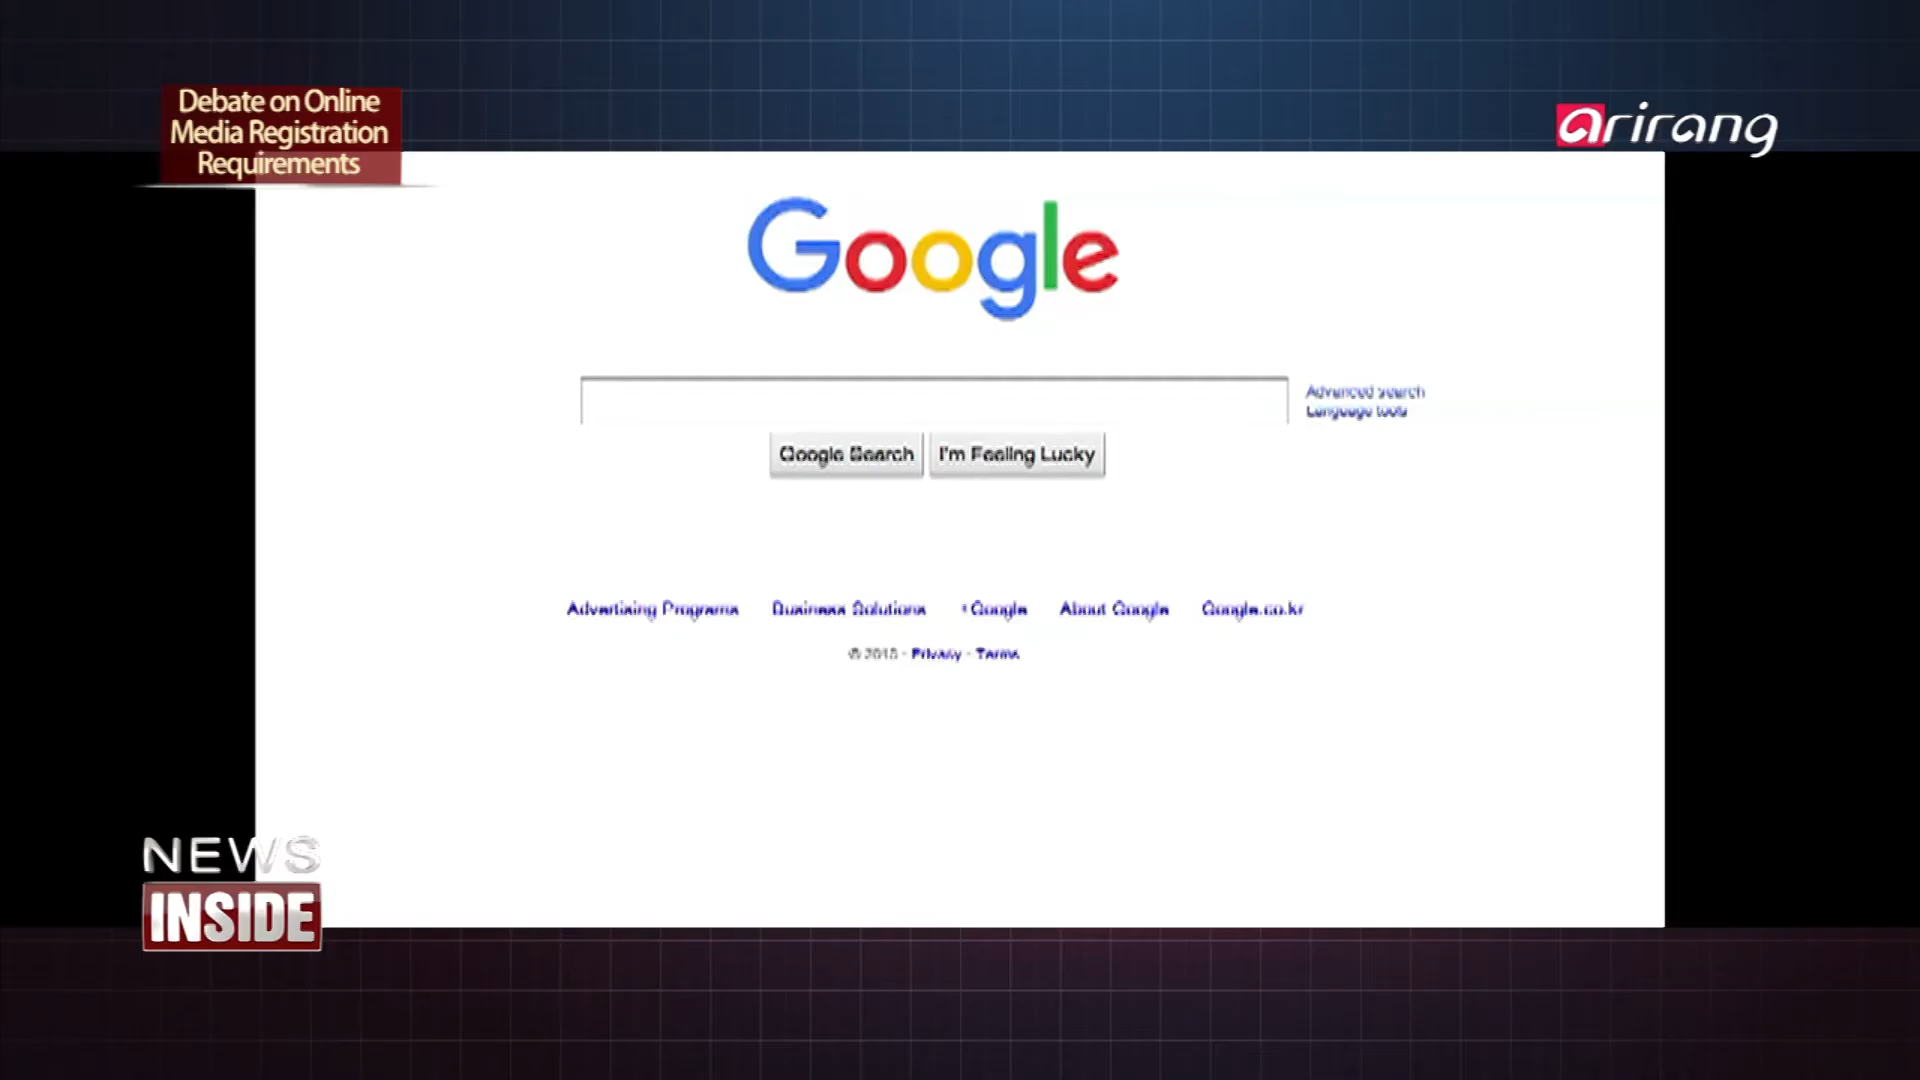 Debate on Online
Media Registration
Requirements
arirang
Google
Advanced search
Language tools
Google Search
I'm Feeling Lucky
Advertising Programs Business Solutions +Google About Google Google.co.kr
Privacy - Terms
NEWS
INSIDE